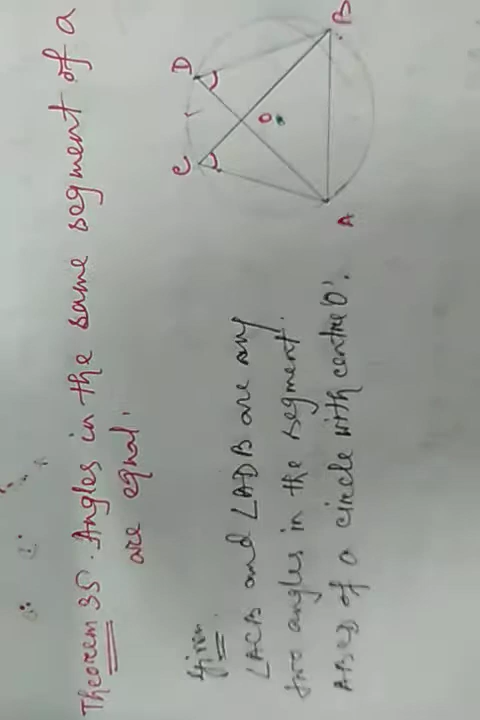 Theorem 35. Angles in the same segment of a
are equal.
Given
∠ACB and ∠ADB are any
two angles in the segment.
ABCD of a circle with centre 'O'.
C
D
O
A
B